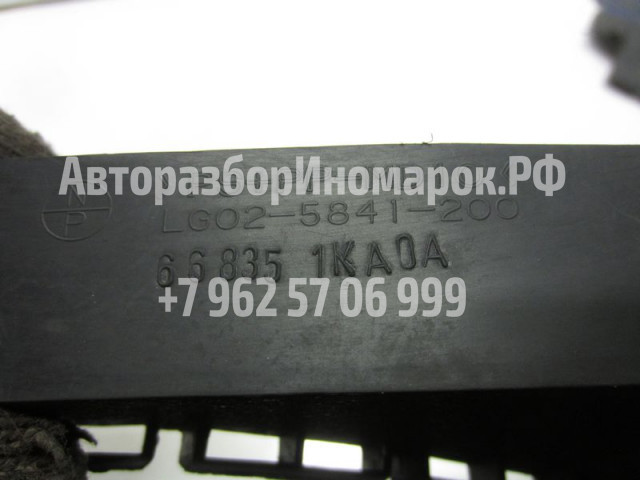 АвторазборИномарок.РФ
N
P
LG02-5841-200
66835 1KA0A
+7 962 57 06 999